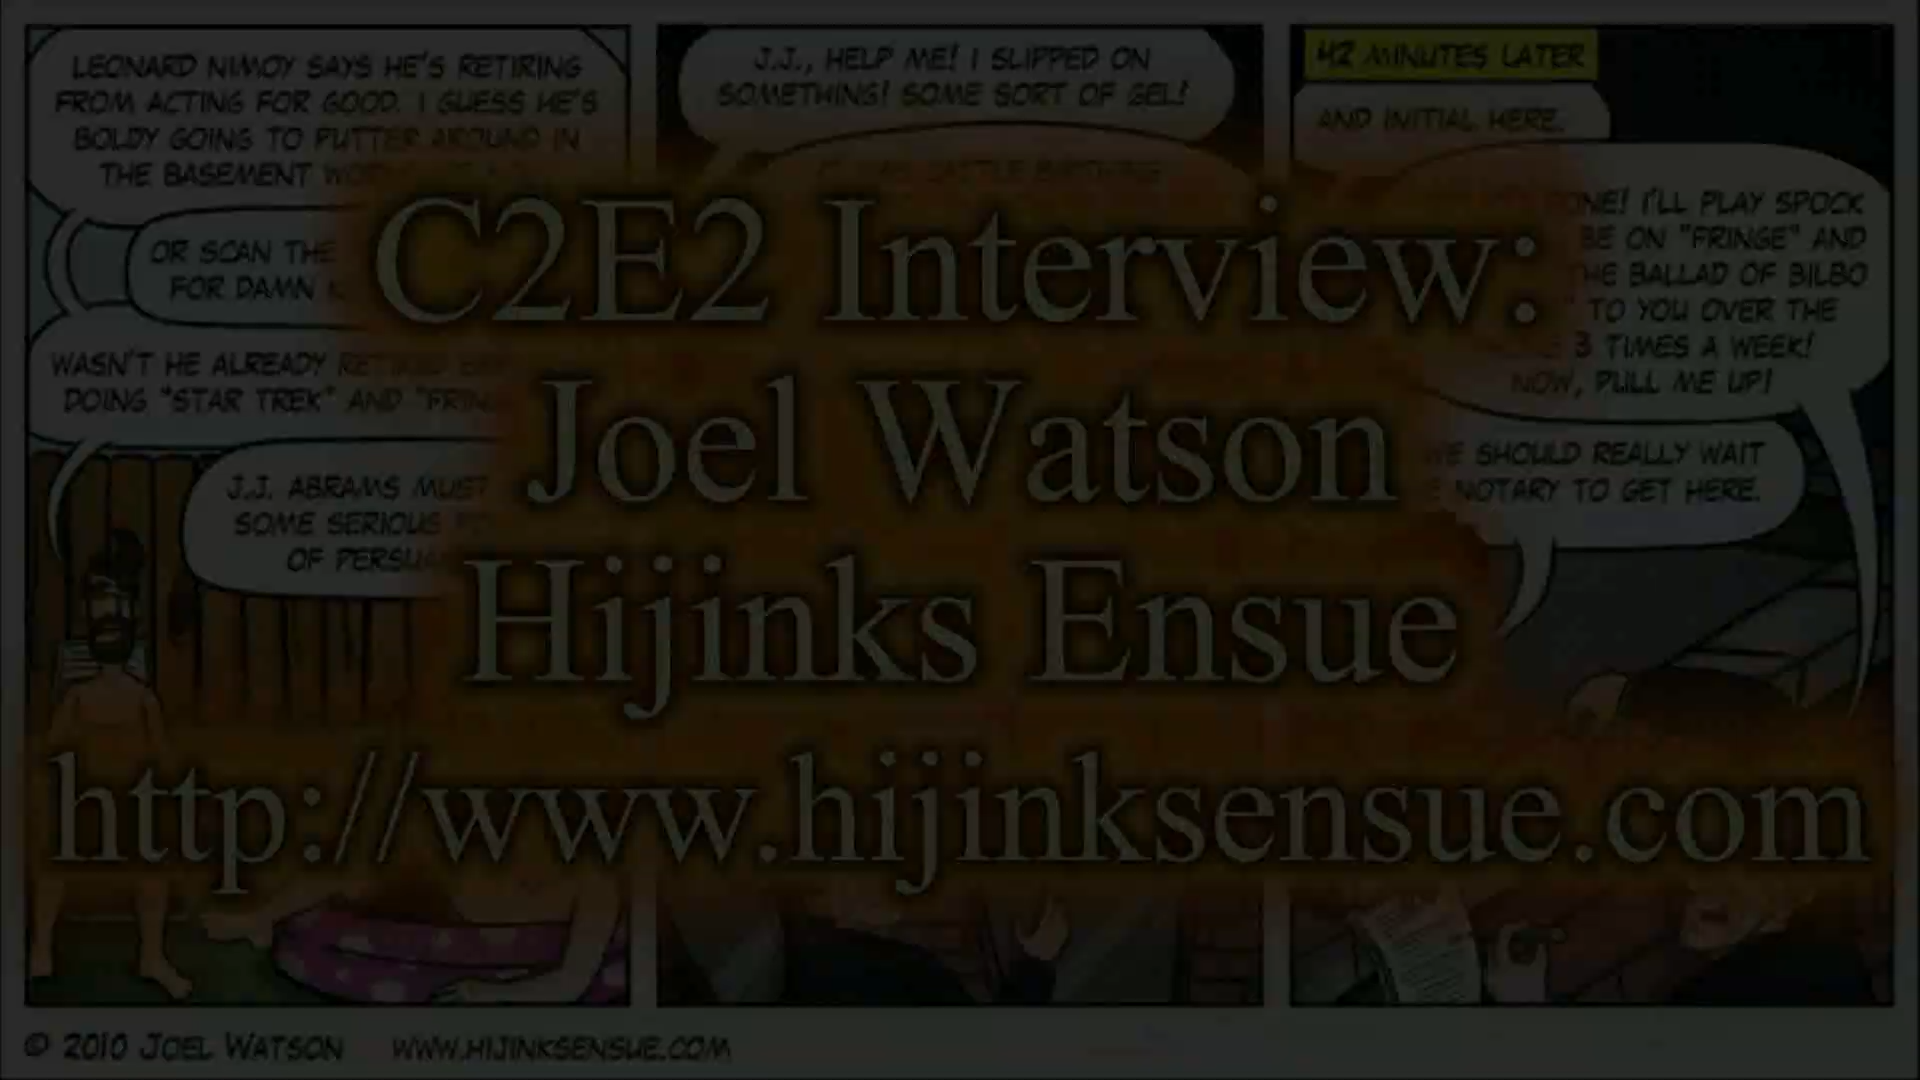 LEONARD NIMOY SAYS HE'S RETIRING
FROM ACTING FOR GOOD. I GUESS HE'S
BOLDY GOING TO PUTTER AROUND IN
THE BASEMENT
OR SCAN THE
FOR DAMN
WASN'T HE ALREADY RETIRED
DOING "STAR TREK" AND "FRIN
J.J. ABRAMS MUST
SOME SERIOUS
OF PERSUA
J.J., HELP ME! I SLIPPED ON
SOMETHING! SOME SORT OF GEL!
42 MINUTES LATER
AND INITIAL HERE.
I'LL PLAY SPOCK
BE ON "FRINGE" AND
BALLAD OF BILBO
TO YOU OVER THE
3 TIMES A WEEK!
NOW, PULL ME UP!
SHOULD REALLY WAIT
NOTARY TO GET HERE.
C2E2 Interview:
Joel Watson
Hijinks Ensue
http://www.hijinksensue.com
© 2010 JOEL WATSON WWW.HIJINKSENSUE.COM